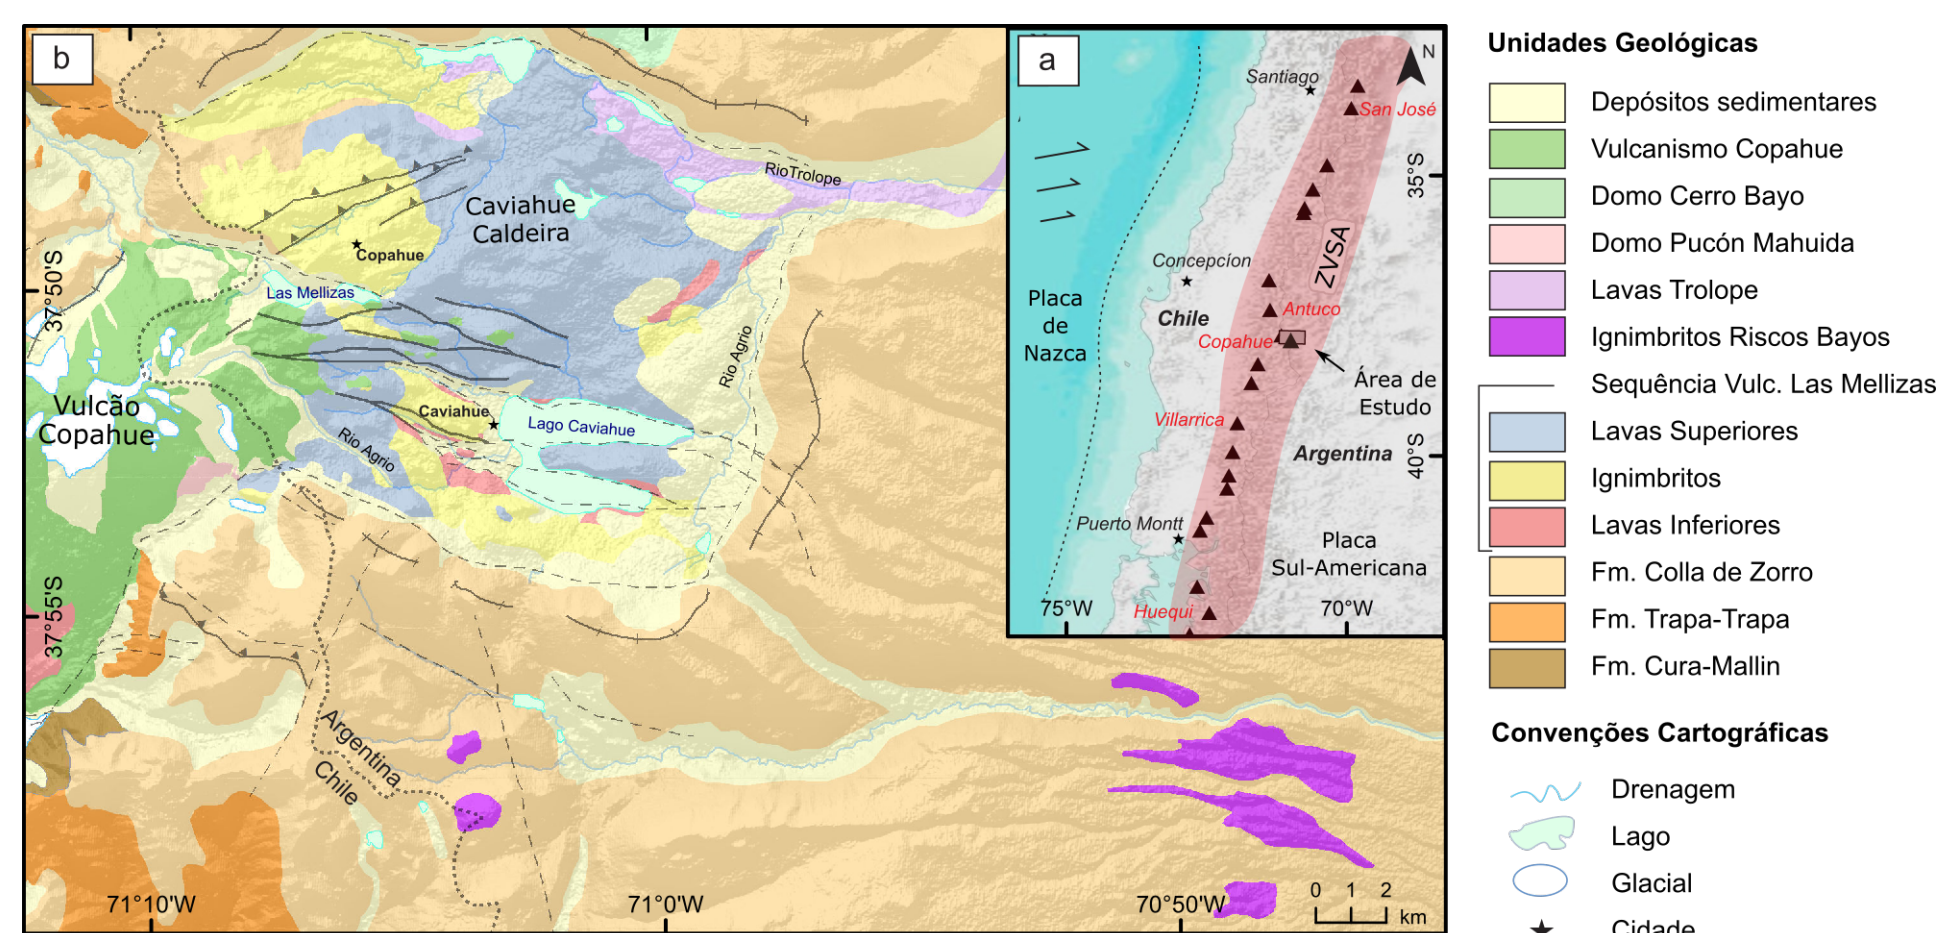 b
Caviahue
Caldeira
Copahue
Las Mellizas
RioTrolope
Rio Agrio
Vulcão
Copahue
Caviahue
Lago Caviahue
Rio Agrio
37°50'S
37°55'S
Argentina
Chile
71°10'W
71°0'W
70°50'W
0 1 2
km
a
N
Santiago
San José
35°S
ZVSA
Concepcíon
Placa
de
Nazca
Chile
Antuco
Copahue
Área de
Estudo
Villarrica
Argentina
40°S
Puerto Montt
Placa
Sul-Americana
75°W
70°W
Huequi
Unidades Geológicas
Depósitos sedimentares
Vulcanismo Copahue
Domo Cerro Bayo
Domo Pucón Mahuida
Lavas Trolope
Ignimbritos Riscos Bayos
Sequência Vulc. Las Mellizas
Lavas Superiores
Ignimbritos
Lavas Inferiores
Fm. Colla de Zorro
Fm. Trapa-Trapa
Fm. Cura-Mallin
Convenções Cartográficas
Drenagem
Lago
Glacial
Cidade